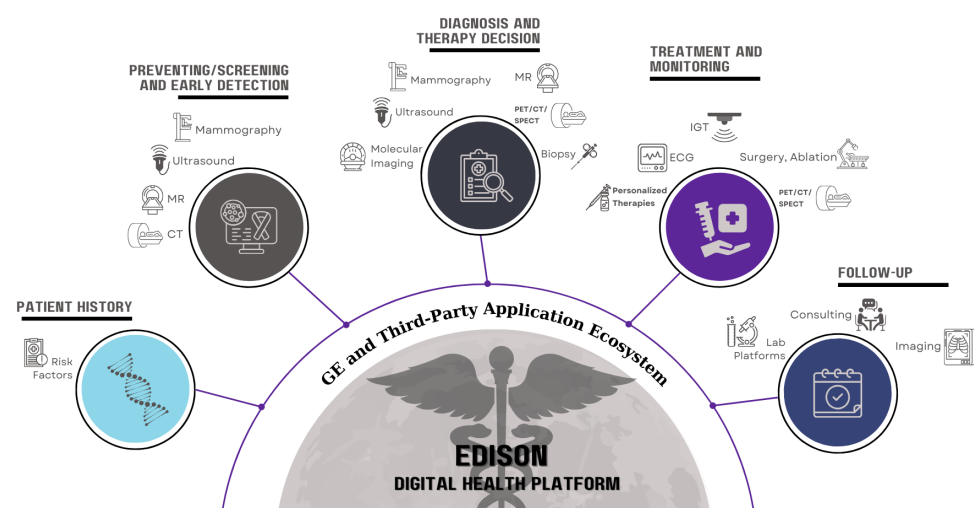 DIAGNOSIS AND
THERAPY DECISION
Mammography
MR
Ultrasound
PET/CT/
SPECT
Molecular
Imaging
Biopsy
TREATMENT AND
MONITORING
IGT
ECG
Surgery, Ablation
Personalized
Therapies
PET/CT/
SPECT
PREVENTING/SCREENING
AND EARLY DETECTION
Mammography
Ultrasound
MR
CT
FOLLOW-UP
Consulting
Lab
Platforms
Imaging
PATIENT HISTORY
Risk
Factors
GE and Third-Party Application Ecosystem
EDISON
DIGITAL HEALTH PLATFORM